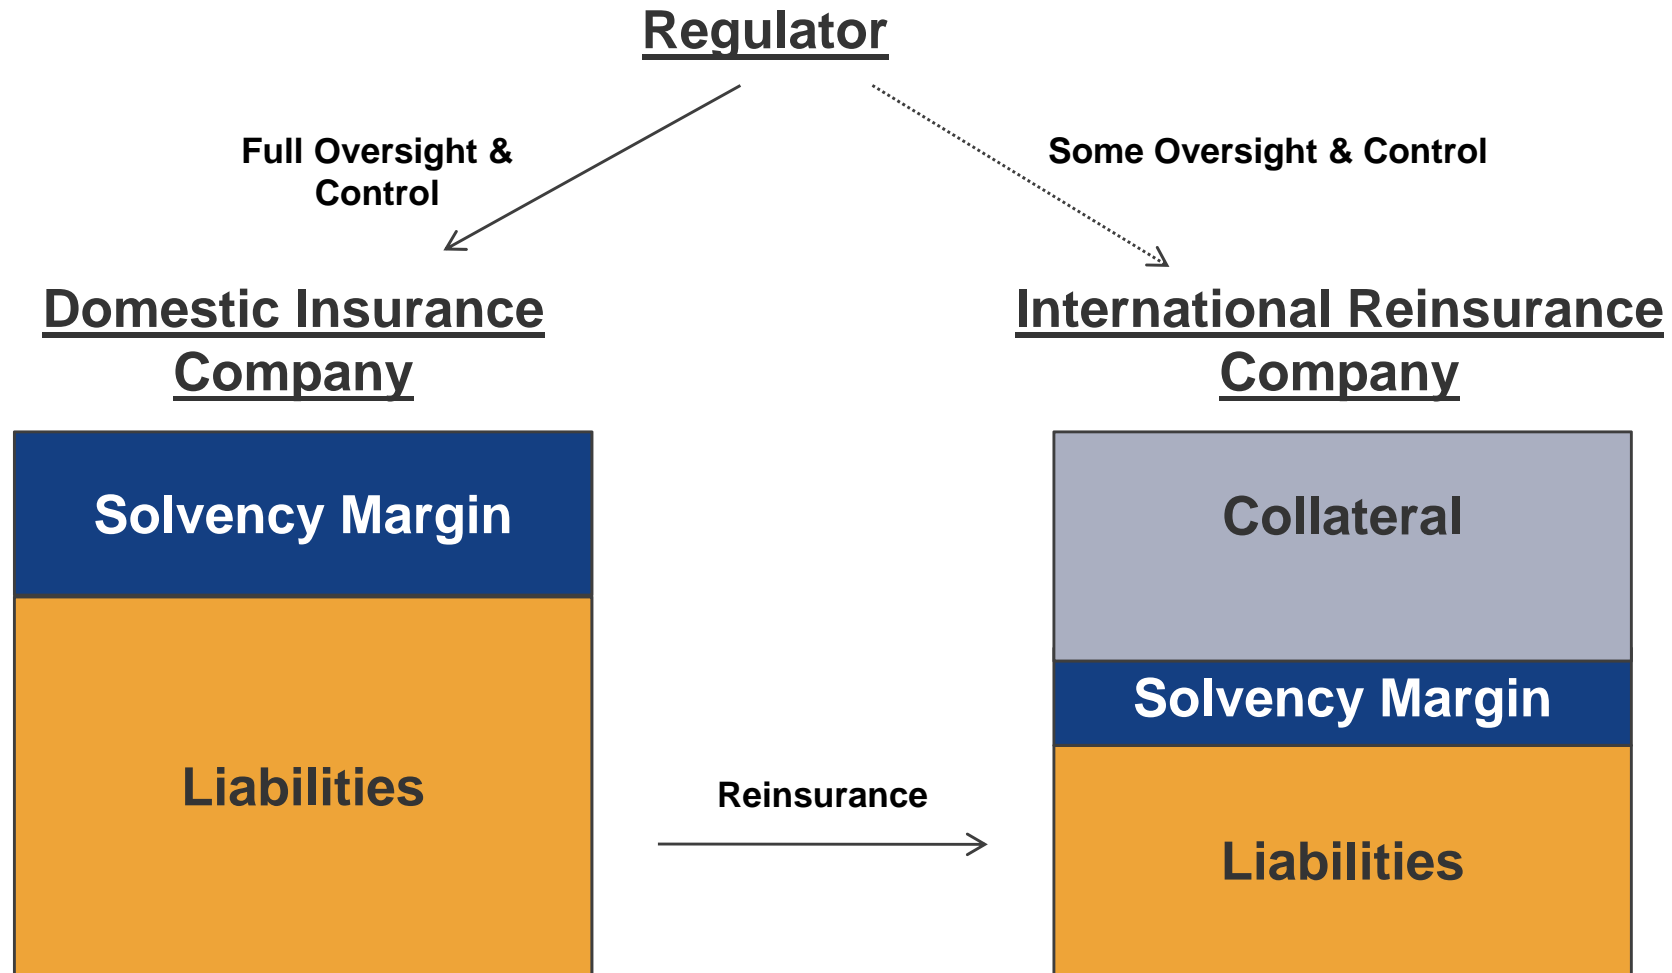 Regulator
Full Oversight &
Control
Some Oversight & Control
Domestic Insurance
Company
International Reinsurance
Company
Solvency Margin
Collateral
Solvency Margin
Liabilities
Reinsurance
Liabilities